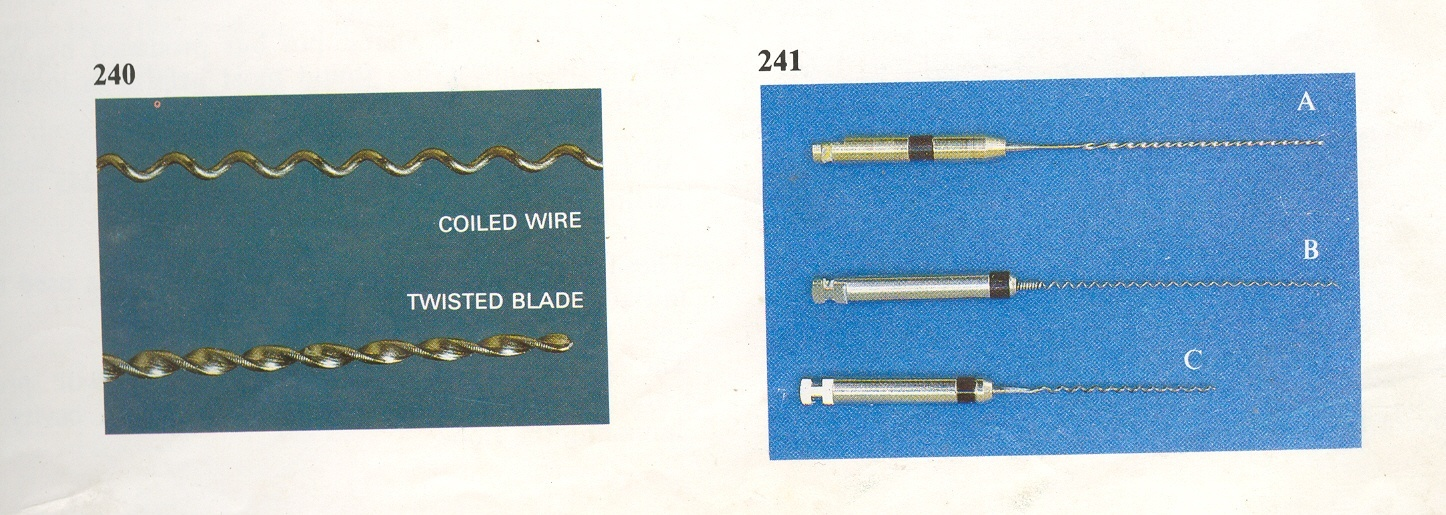 240
COILED WIRE
TWISTED BLADE
241
A
B
C